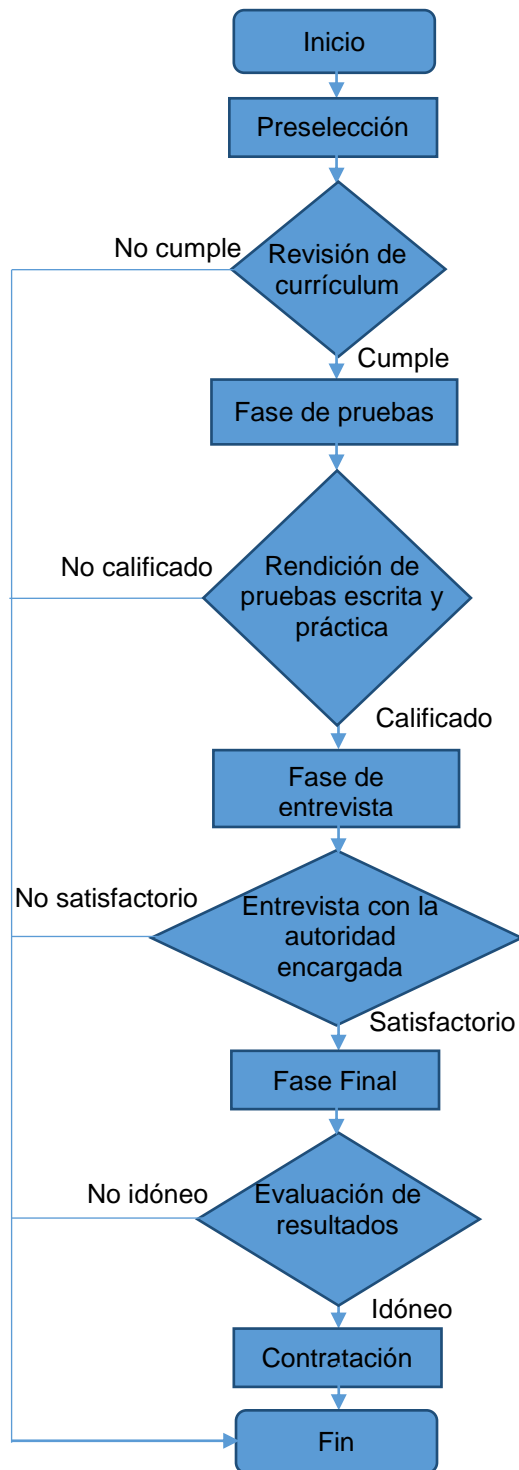 Inicio
Preselección
No cumple
Revisión de
currículum
Cumple
Fase de pruebas
No calificado
Rendición de
pruebas escrita y
práctica
Calificado
Fase de
entrevista
No satisfactorio
Entrevista con la
autoridad
encargada
Satisfactorio
Fase Final
No idóneo
Evaluación de
resultados
Idóneo
Contratación
Fin